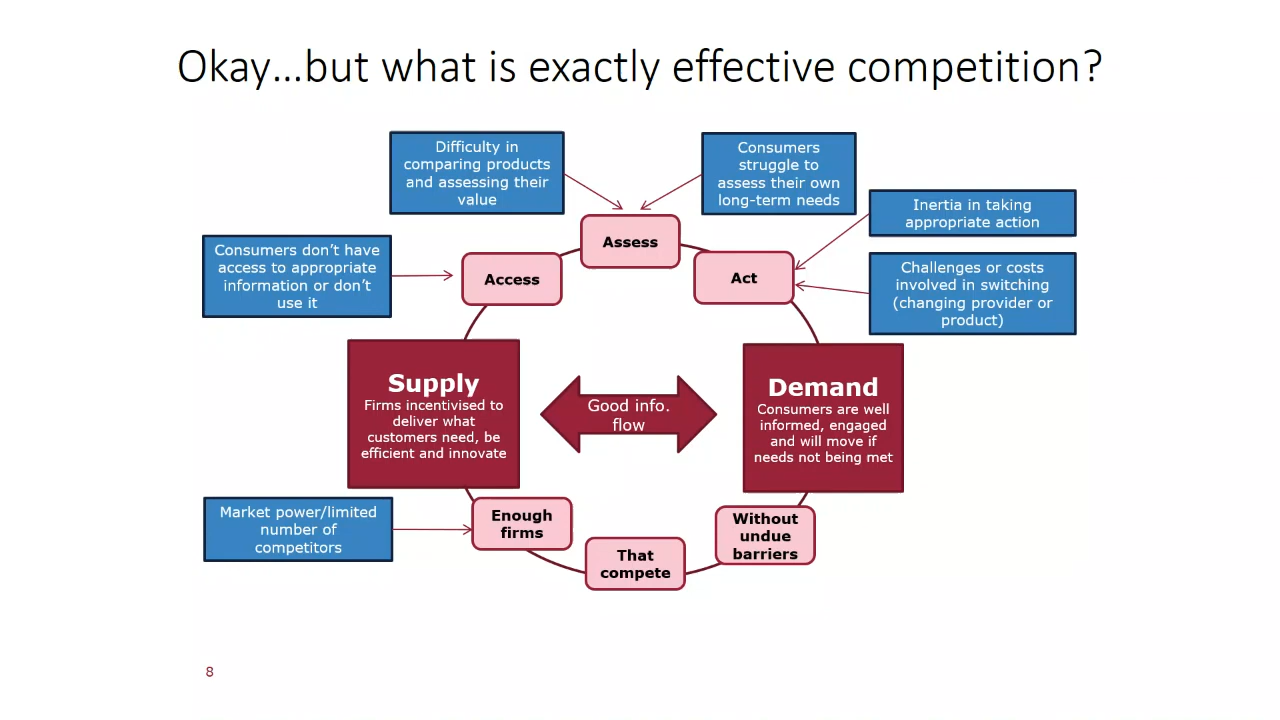 Okay...but what is exactly effective competition?
Difficulty in
comparing products
and assessing their
value
Consumers
struggle to
assess their own
long-term needs
Inertia in taking
appropriate action
Consumers don’t have
access to appropriate
information or don’t
use it
Access
Assess
Act
Challenges or costs
involved in switching
(changing provider or
product)
Supply
Firms incentivised to
deliver what
customers need, be
efficient and innovate
Good info.
flow
Demand
Consumers are well
informed, engaged
and will move if
needs not being met
Market power/limited
number of
competitors
Enough
firms
That
compete
Without
undue
barriers
8